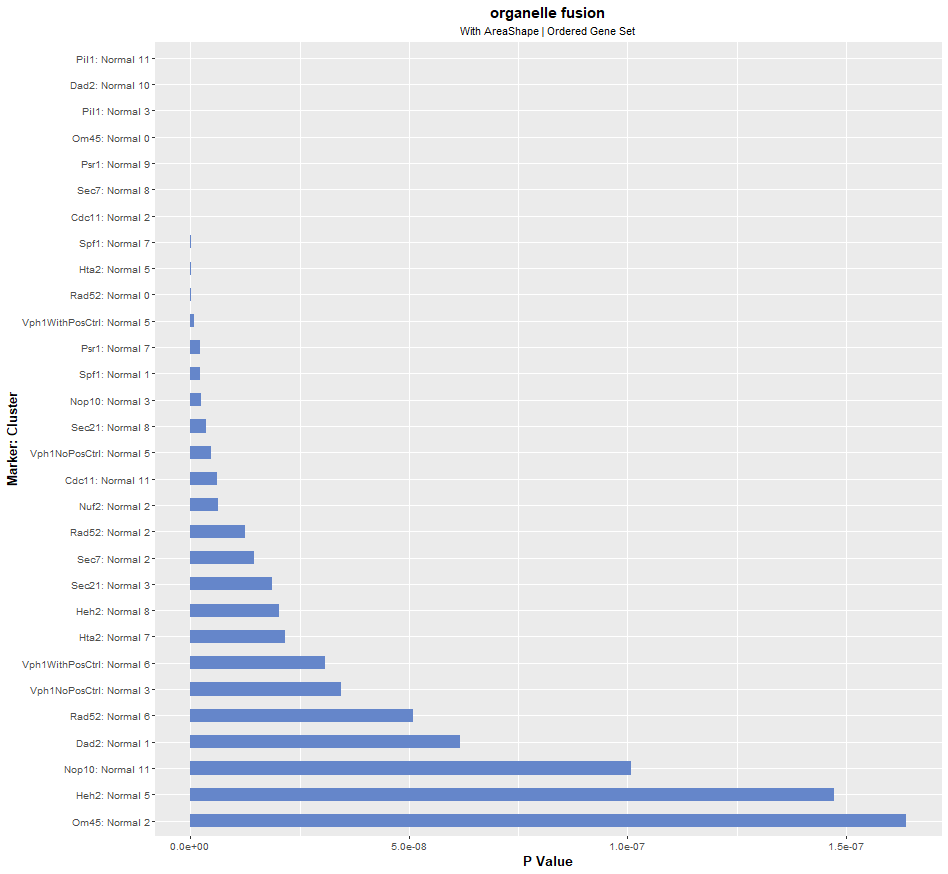 organelle fusion
With AreaShape | Ordered Gene Set
Marker: Cluster
Pil1: Normal 11
Dad2: Normal 10
Pil1: Normal 3
Om45: Normal 0
Psr1: Normal 9
Sec7: Normal 8
Cdc11: Normal 2
Spf1: Normal 7
Hta2: Normal 5
Rad52: Normal 0
Vph1WithPosCtrl: Normal 5
Psr1: Normal 7
Spf1: Normal 1
Nop10: Normal 3
Sec21: Normal 8
Vph1NoPosCtrl: Normal 5
Cdc11: Normal 11
Nuf2: Normal 2
Rad52: Normal 2
Sec7: Normal 2
Sec21: Normal 3
Heh2: Normal 8
Hta2: Normal 7
Vph1WithPosCtrl: Normal 6
Vph1NoPosCtrl: Normal 3
Rad52: Normal 6
Dad2: Normal 1
Nop10: Normal 11
Heh2: Normal 5
Om45: Normal 2
0.0e+00 5.0e-08 1.0e-07 1.5e-07
P Value